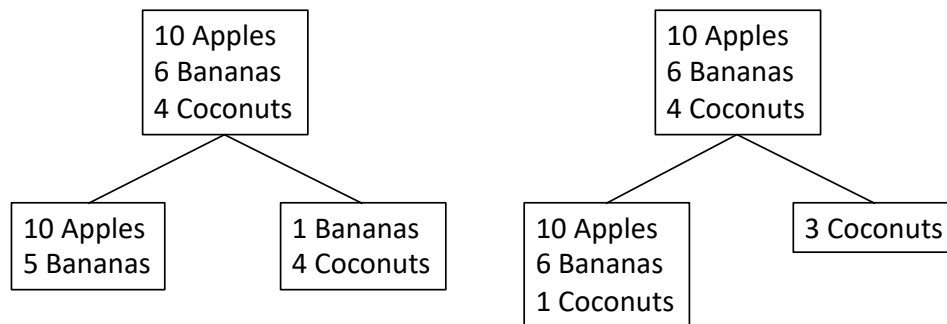 10 Apples
6 Bananas
4 Coconuts
10 Apples
5 Bananas
1 Bananas
4 Coconuts
10 Apples
6 Bananas
4 Coconuts
10 Apples
6 Bananas
1 Coconuts
3 Coconuts